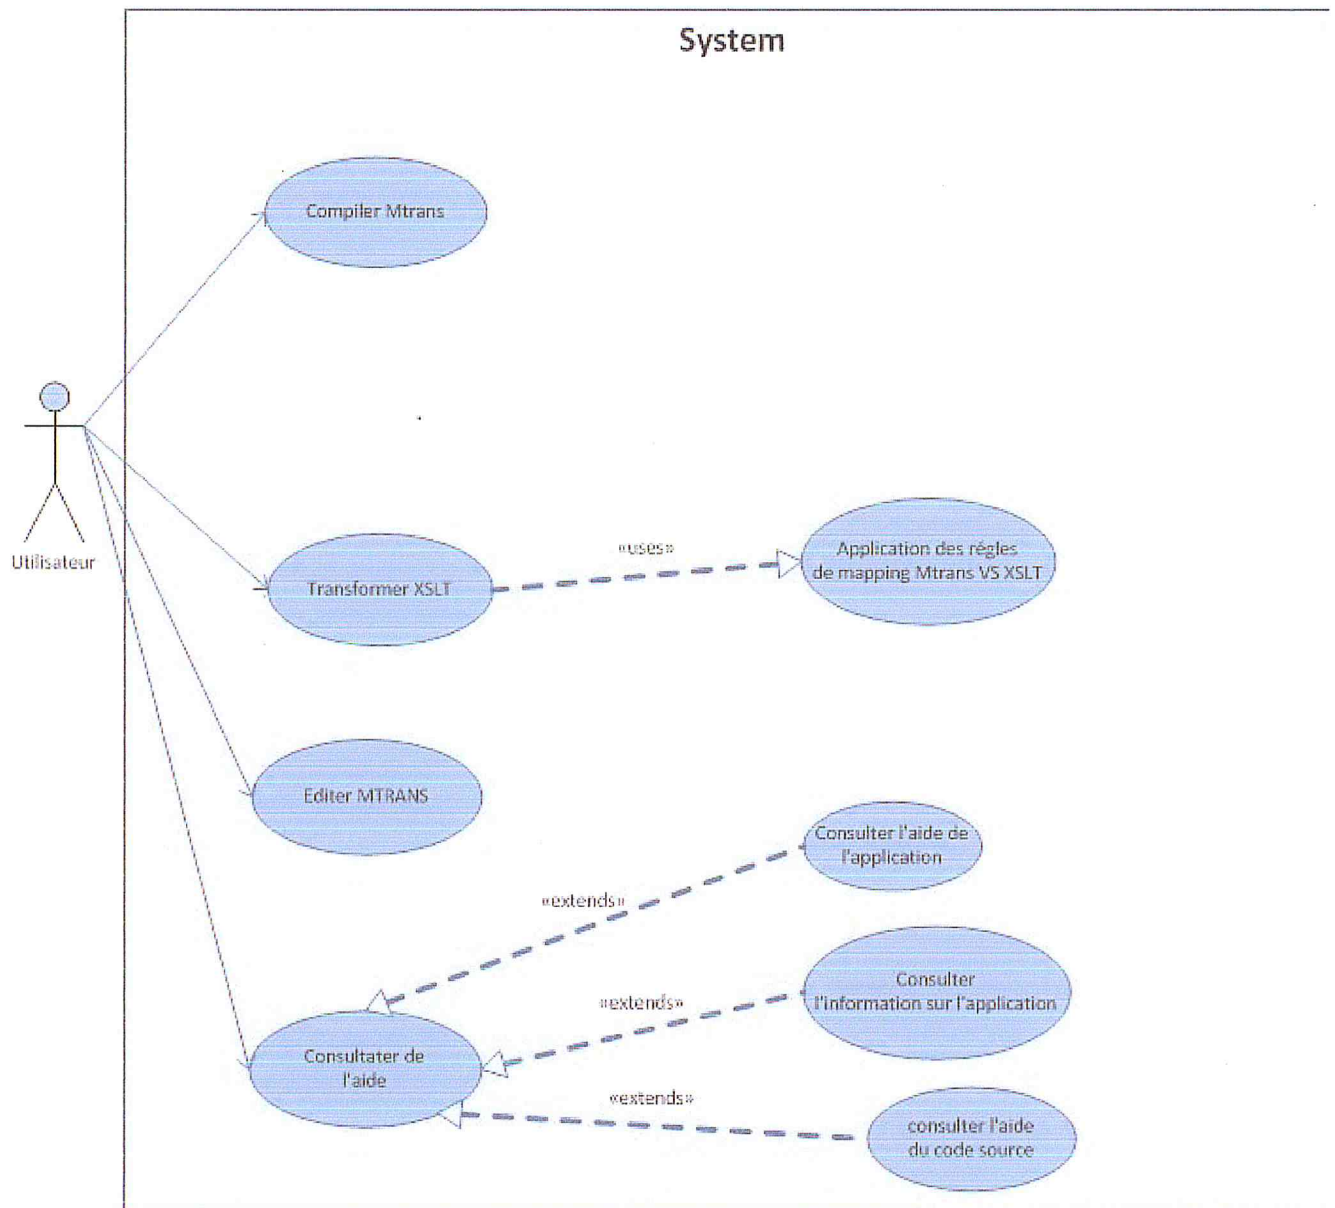 System
Compiler Mtrans
Utilisateur
Transformer XSLT
«uses»
Application des régles
de mapping Mtrans VS XSLT
Editer MTRANS
Consulter l'aide de
l'application
«extends»
Consulter
l'information sur l'application
«extends»
Consultater de
l'aide
«extends»
consulter l'aide
du code source